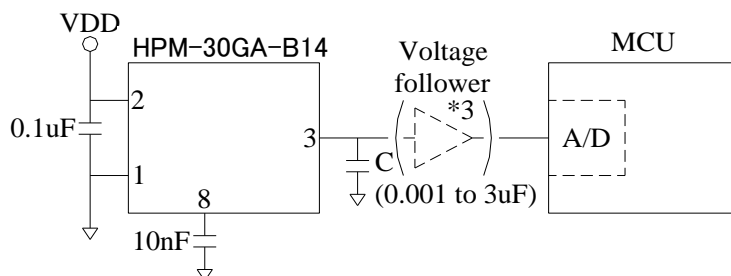 VDD
HPM-30GA-B14
Voltage
follower
MCU
*3
2
0.1uF
3
A/D
1
C
(0.001 to 3uF)
8
10nF